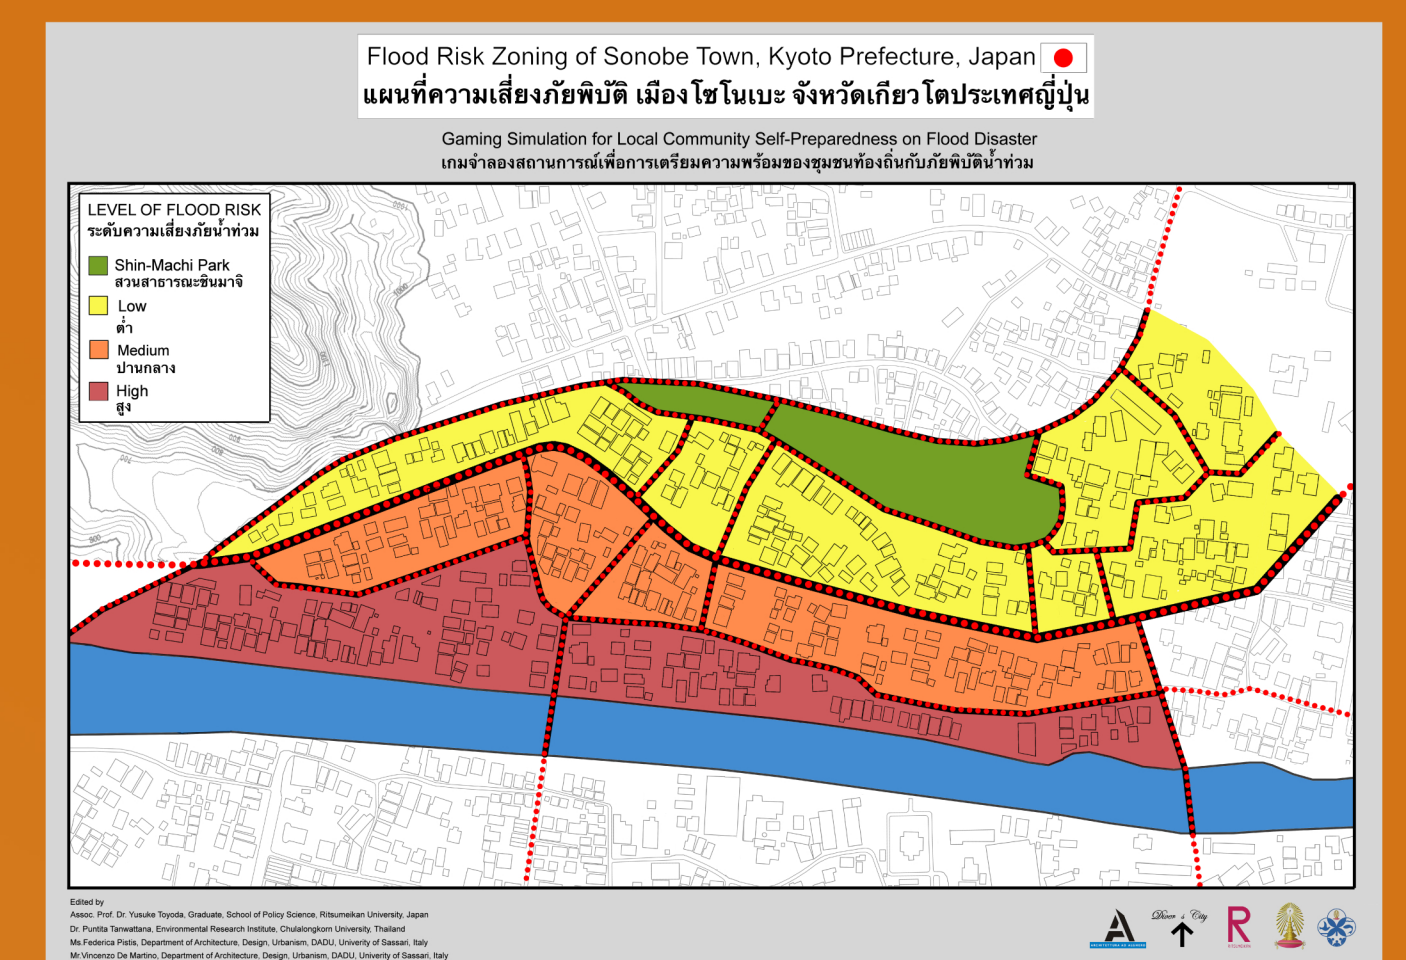 Flood Risk Zoning of Sonobe Town, Kyoto Prefecture, Japan
แผนที่ความเสี่ยงภัยพิบัติ เมืองโซโนเบะ จังหวัดเกียวโตประเทศญี่ปุ่น
Gaming Simulation for Local Community Self-Preparedness on Flood Disaster
เกมจำลองสถานการณ์เพื่อการเตรียมความพร้อมของชุมชนท้องถิ่นกับภัยพิบัติน้ำท่วม
LEVEL OF FLOOD RISK
ระดับความเสี่ยงภัยน้ำท่วม
Shin-Machi Park
สวนสาธารณะชินมาจิ
Low
ต่ำ
Medium
ปานกลาง
High
สูง
Edited by
Assoc. Prof. Dr. Yusuke Toyoda, Graduate, School of Policy Science, Ritsumeikan University, Japan
Dr. Puntita Tanwattana, Environmental Research Institute, Chulalongkorn University, Thailand
Ms.Federica Pistis, Department of Architecture, Design, Urbanism, DADU, Univerity of Sassari, Italy
Mr.Vincenzo De Martino, Department of Architecture, Design, Urbanism, DADU, Univerity of Sassari, Italy
A
Diver s City
R